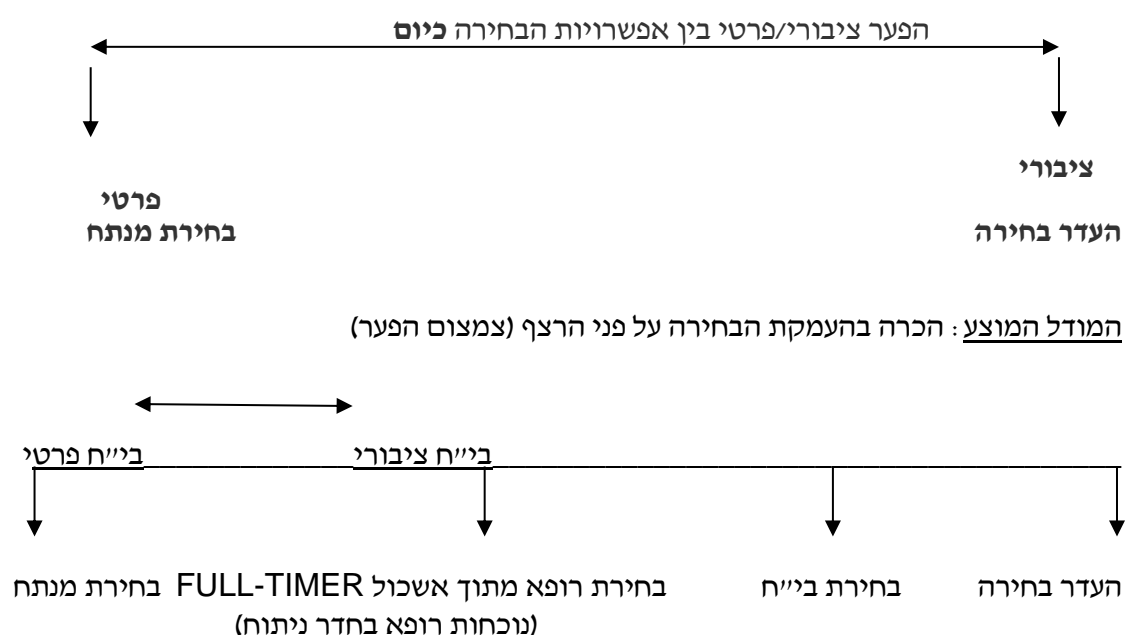 הפער ציבורי/פרטי בין אפשרויות הבחירה כיום
ציבורי
פרטי
העדר בחירה
בחירת מנתח
המודל המוצע: הכרה בהעמקת הבחירה על פני הרצף (צמצום הפער)
בי״ח ציבורי
בי״ח פרטי
העדר בחירה
בחירת בי״ח
בחירת רופא מתוך אשכול FULL-TIMER
בחירת מנתח
(נוכחות רופא בחדר ניתוח)